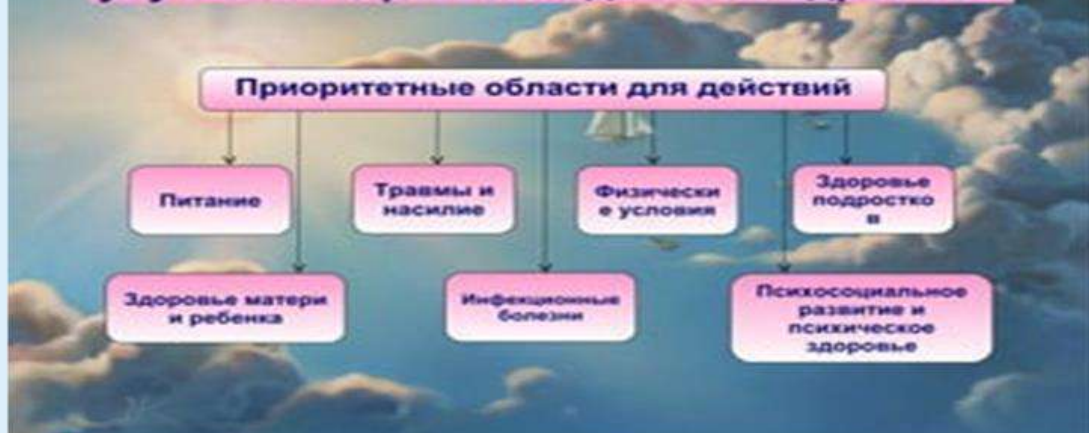 Приоритетные области для действий
Питание
Травмы и
насилие
Физически
е условия
Здоровье
подростко
в
Здоровье матери
и ребенка
Инфекционные
болезни
Психосоциальное
развитие и
психическое
здоровье